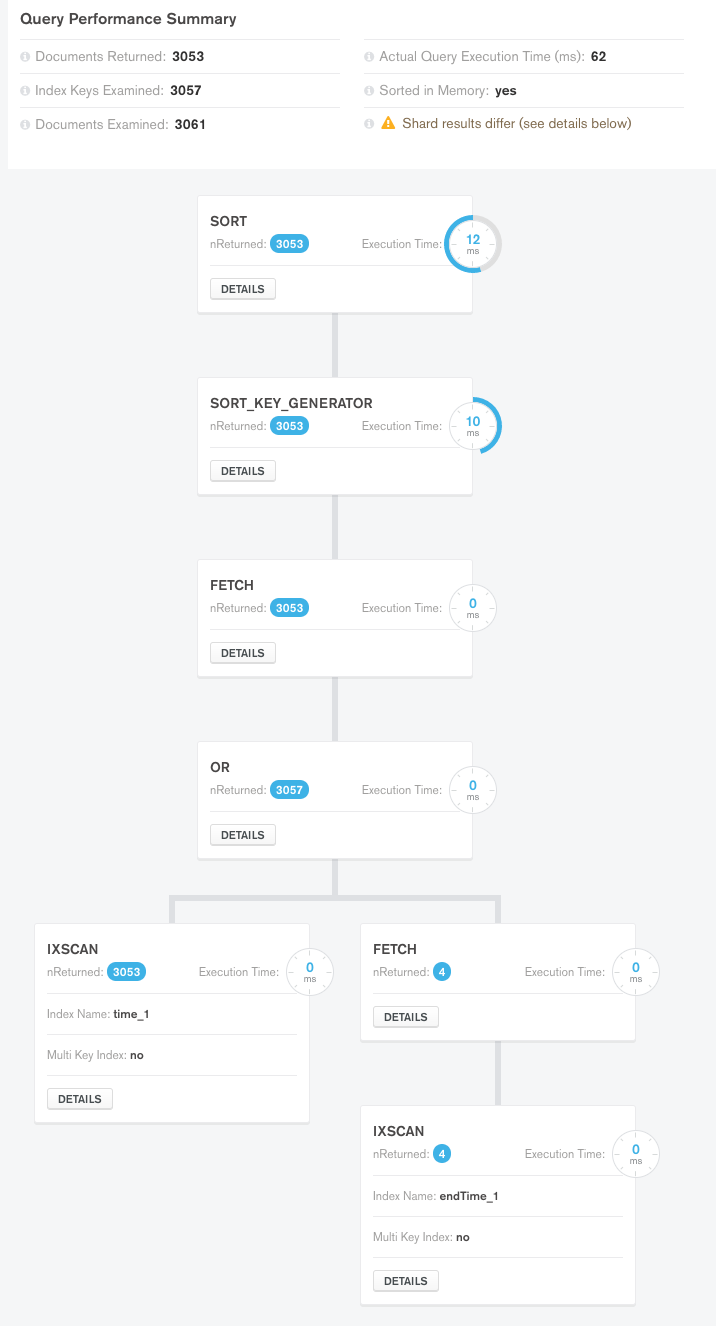 Query Performance Summary
Documents Returned: 3053
Actual Query Execution Time (ms): 62
Index Keys Examined: 3057
Sorted in Memory: yes
Documents Examined: 3061
Shard results differ (see details below)
SORT
nReturned: 3053 Execution Time: 12 ms
DETAILS
SORT_KEY_GENERATOR
nReturned: 3053 Execution Time: 10 ms
DETAILS
FETCH
nReturned: 3053 Execution Time: 0 ms
DETAILS
OR
nReturned: 3057 Execution Time: 0 ms
DETAILS
IXSCAN
nReturned: 3053 Execution Time: 0 ms
Index Name: time_1
Multi Key Index: no
DETAILS
FETCH
nReturned: 4 Execution Time: 0 ms
DETAILS
IXSCAN
nReturned: 4 Execution Time: 0 ms
Index Name: endTime_1
Multi Key Index: no
DETAILS